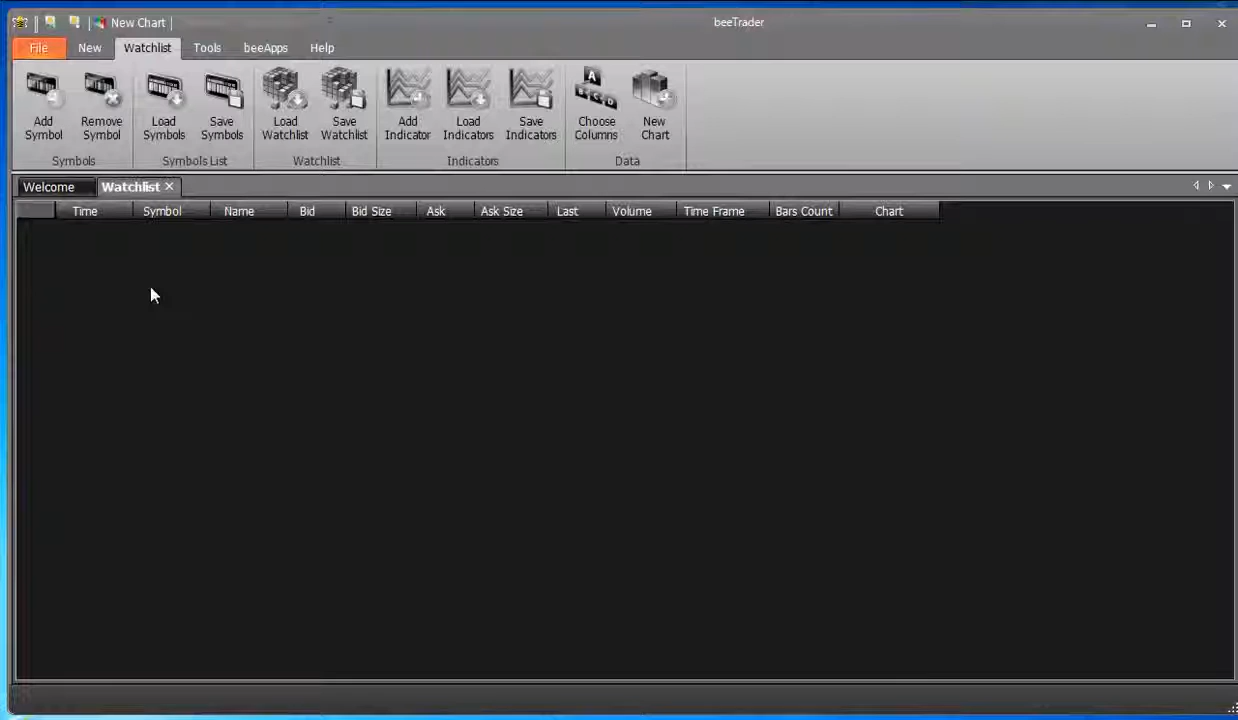 New Chart beeTrader
File New Watchlist Tools beeApps Help
Add Symbol
Remove Symbol
Load Symbols
Save Symbols
Load Watchlist
Save Watchlist
Add Indicator
Load Indicators
Save Indicators
Choose Columns
New Chart
Symbols Symbols List Watchlist Indicators Data
Welcome Watchlist
Time Symbol Name Bid Bid Size Ask Ask Size Last Volume Time Frame Bars Count Chart